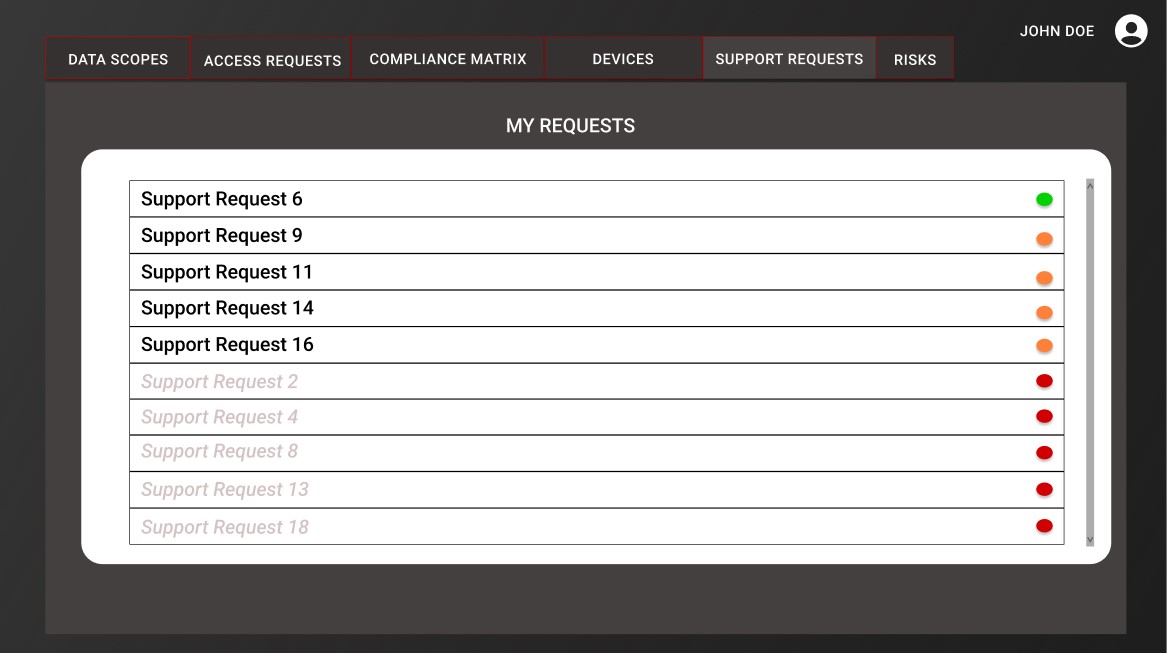 JOHN DOE
DATA SCOPES
ACCESS REQUESTS
COMPLIANCE MATRIX
DEVICES
SUPPORT REQUESTS
RISKS
MY REQUESTS
Support Request 6
Support Request 9
Support Request 11
Support Request 14
Support Request 16
Support Request 2
Support Request 4
Support Request 8
Support Request 13
Support Request 18